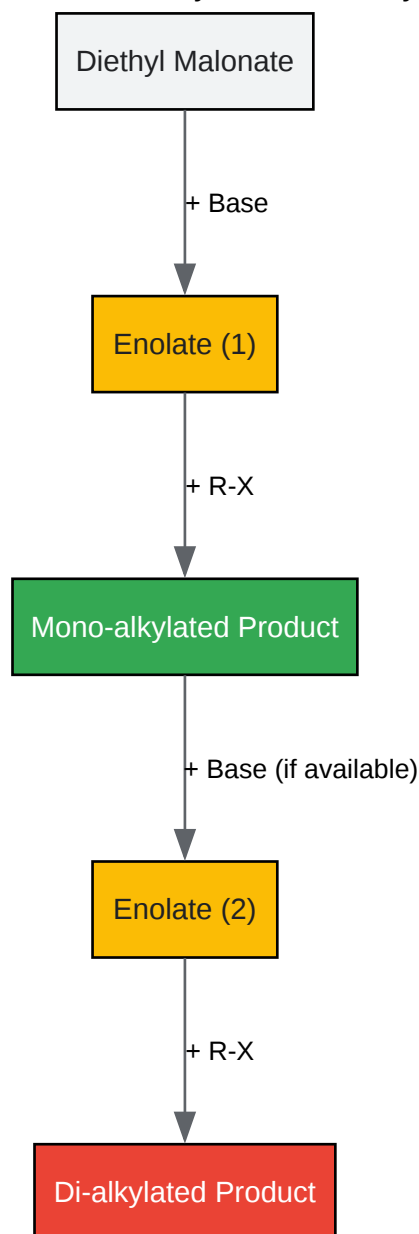 Diethyl Malonate
+ Base
Enolate (1)
+ R-X
Mono-alkylated Product
+ Base (if available)
Enolate (2)
+ R-X
Di-alkylated Product